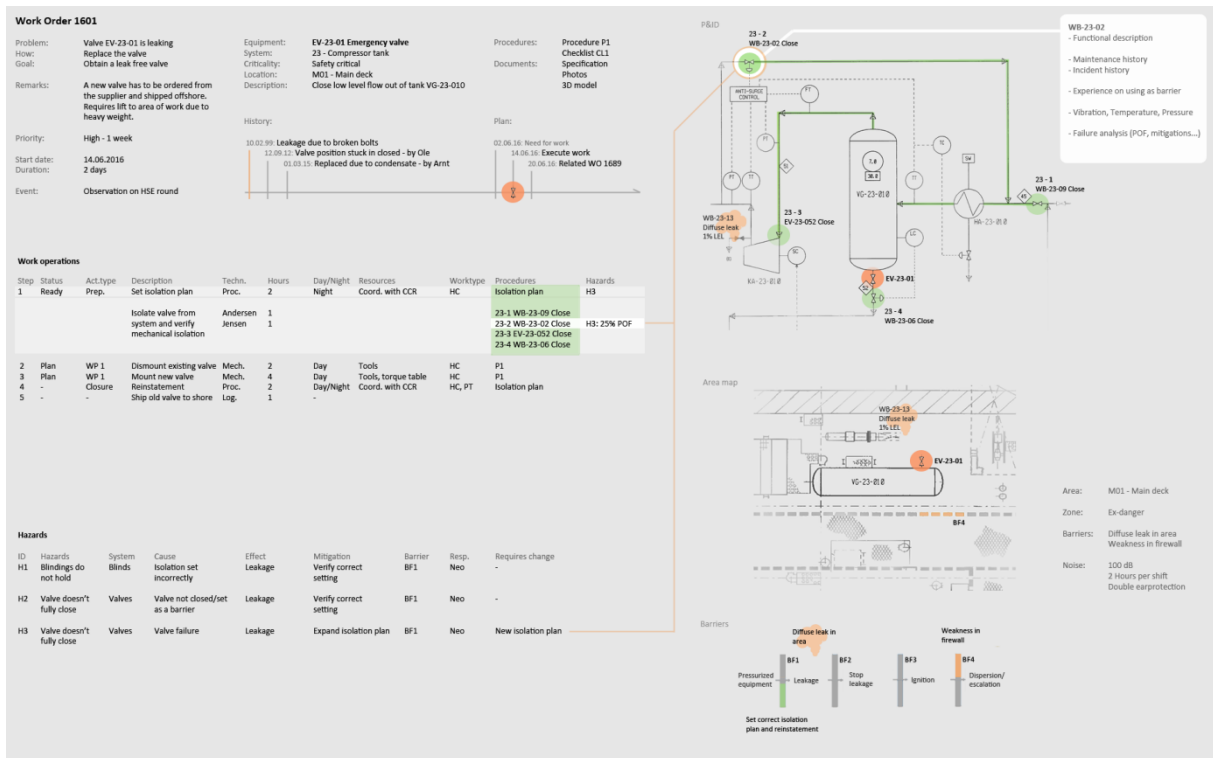 Work Order 1601
Problem: Valve EV-23-01 is leaking
How: Replace the valve
Goal: Obtain a leak free valve
Remarks: A new valve has to be ordered from
the supplier and shipped offshore.
Requires lift to area of work due to
heavy weight.
Priority: High - 1 week
Start date: 14.06.2016
Duration: 2 days
Event: Observation on HSE round
Equipment: EV-23-01 Emergency valve
System: 23 - Compressor tank
Criticality: Safety critical
Location: M01 - Main deck
Description: Close low level flow out of tank VG-23-010
Procedures: Procedure P1
Checklist CL1
Documents: Specification
Photos
3D model
History:
10.02.99: Leakage due to broken bolts
12.09.12: Valve position stuck in closed - by Ole
01.03.15: Replaced due to condensate - by Arnt
Plan:
02.06.16: Need for work
14.06.16: Execute work
20.06.16: Related WO 1689
Work operations
Step Status Act.type Description Techn. Hours Day/Night Resources Worktype Procedures Hazards
1 Ready Prep. Set isolation plan Proc. 2 Night Coord. with CCR HC Isolation plan H3
Isolate valve from Andersen 1 23-1 WB-23-09 Close
system and verify Jensen 1 23-2 WB-23-02 Close H3: 25% POF
mechanical isolation 23-3 EV-23-052 Close
23-4 WB-23-06 Close
2 Plan WP 1 Dismount existing valve Mech. 2 Day Tools HC P1
3 Plan WP 1 Mount new valve Mech. 4 Day Tools, torque table HC P1
4 - Closure Reinstatement Proc. 2 Day/Night Coord. with CCR HC, PT Isolation plan
5 - - Ship old valve to shore Log. 1 -
Hazards
ID Hazards System Cause Effect Mitigation Barrier Resp. Requires change
H1 Blindings do Blinds Isolation set Leakage Verify correct BF1 Neo -
not hold incorrectly setting
H2 Valve doesn't Valves Valve not closed/set Leakage Verify correct BF1 Neo -
fully close as a barrier setting
H3 Valve doesn't Valves Valve failure Leakage Expand isolation plan BF1 Neo New isolation plan
fully close
P&ID
23 - 2
WB-23-02 Close
ANTI-SURGE
CONTROL
PT
FT
PT TT
TT
TC
SW
7.0
30.0
VG-23-010
HA-23-010
23 - 1
WB-23-09 Close
WB-23-13
Diffuse leak
1% LEL
23 - 3
EV-23-052 Close
LC
KA-23-010
EV-23-01
52
23 - 4
WB-23-06 Close
WB-23-02
- Functional description
- Maintenance history
- Incident history
- Experience on using as barrier
- Vibration, Temperature, Pressure
- Failure analysis (POF, mitigations...)
Area map
WB-23-13
Diffuse leak
1% LEL
EV-23-01
VG-23-010
BF4
Area: M01 - Main deck
Zone: Ex-danger
Barriers: Diffuse leak in area
Weakness in firewall
Noise: 100 dB
2 Hours per shift
Double earprotection
Barriers
Diffuse leak in
area
Weakness in
firewall
BF1 BF2 BF3 BF4
Pressurized
equipment
Leakage
Stop
leakage
Ignition
Dispersion/
escalation
Set correct isolation
plan and reinstatement